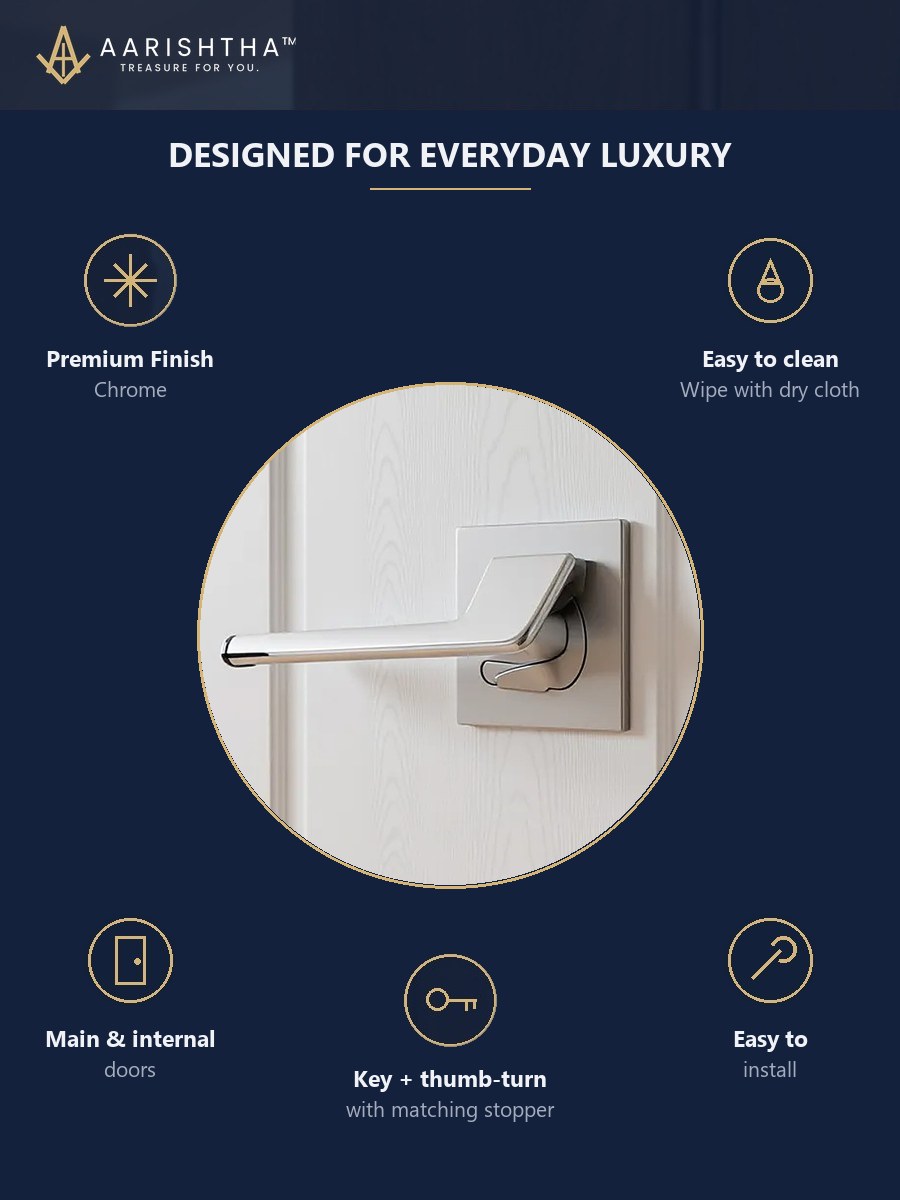 AARISHTHA™
TREASURE FOR YOU.
DESIGNED FOR EVERYDAY LUXURY
Premium Finish
Chrome
Easy to clean
Wipe with dry cloth
Main & internal
doors
Key + thumb-turn
with matching stopper
Easy to
install